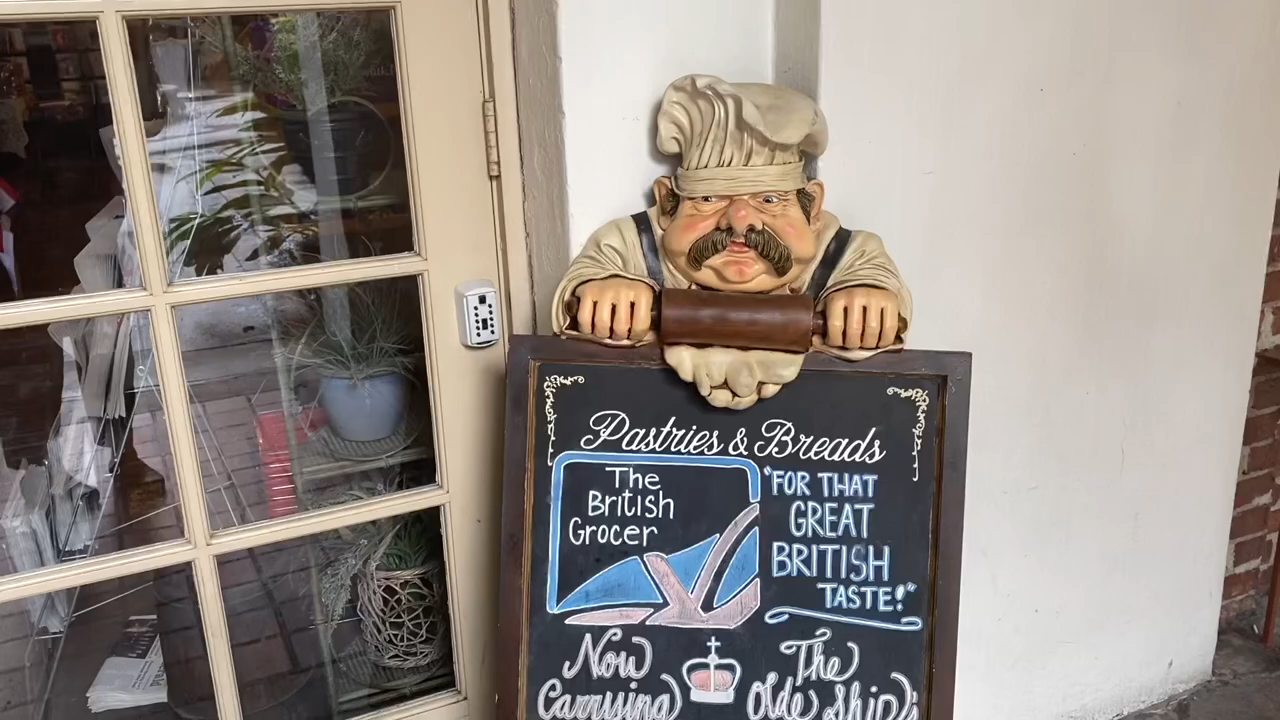 Pastries & Breads
The
British
Grocer
"FOR THAT
GREAT
BRITISH
TASTE!"
Now
Carrying
The
Olde Ship's